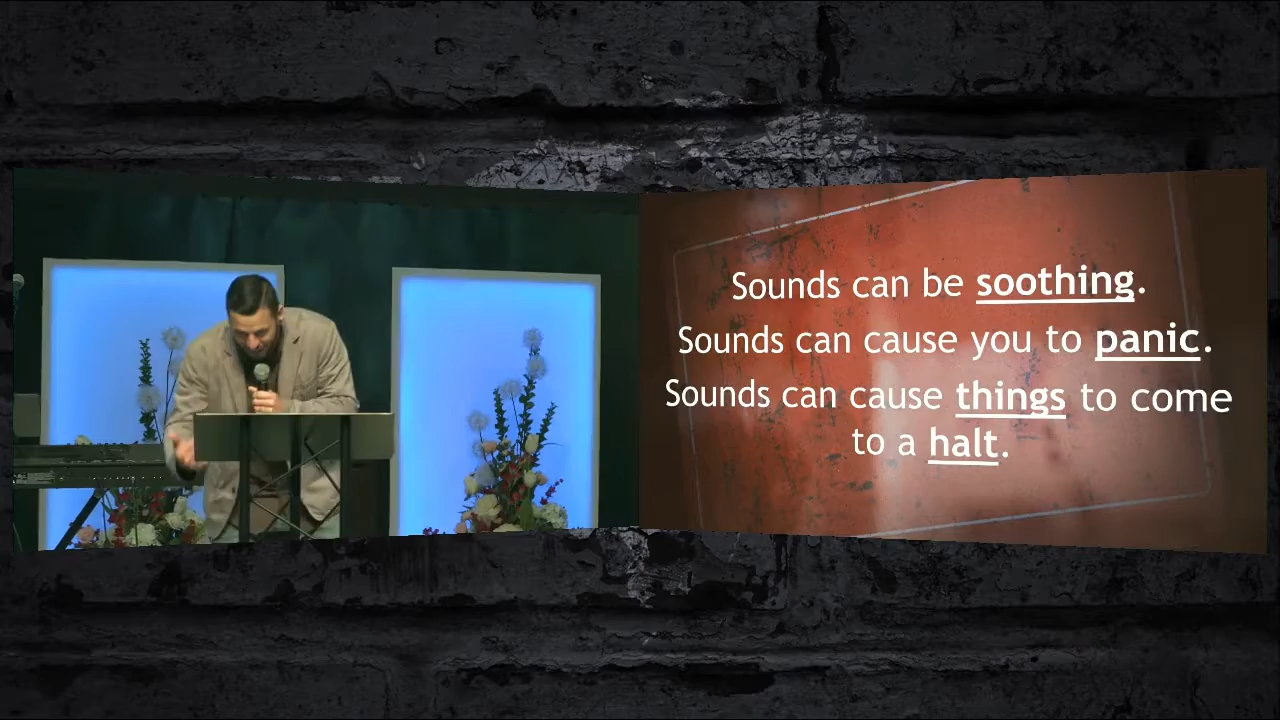 Sounds can be soothing.
Sounds can cause you to panic.
Sounds can cause things to come
to a halt.